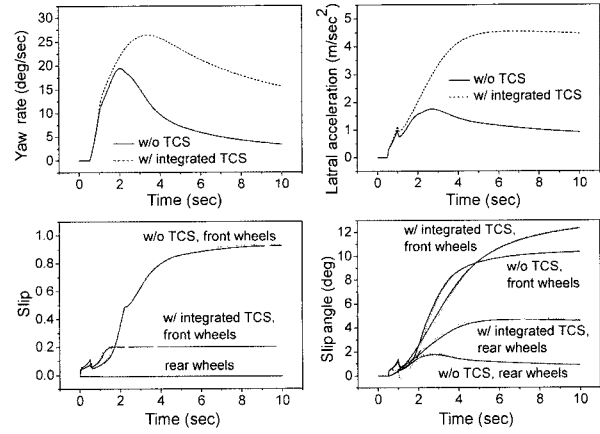 Yaw rate (deg/sec)
30
25
20
15
10
5
0
w/o TCS
w/ integrated TCS
0 2 4 6 8 10
Time (sec)
Latral acceleration (m/sec2)
5
4
3
2
1
0
w/o TCS
w/ integrated TCS
0 2 4 6 8 10
Time (sec)
Slip
1.0
0.8
0.6
0.4
0.2
0.0
w/o TCS, front wheels
w/ integrated TCS,
front wheels
rear wheels
0 2 4 6 8 10
Time (sec)
Slip angle (deg)
12
10
8
6
4
2
0
w/ integrated TCS,
front wheels
w/o TCS,
front wheels
w/ integrated TCS,
rear wheels
w/o TCS, rear wheels
0 2 4 6 8 10
Time (sec)